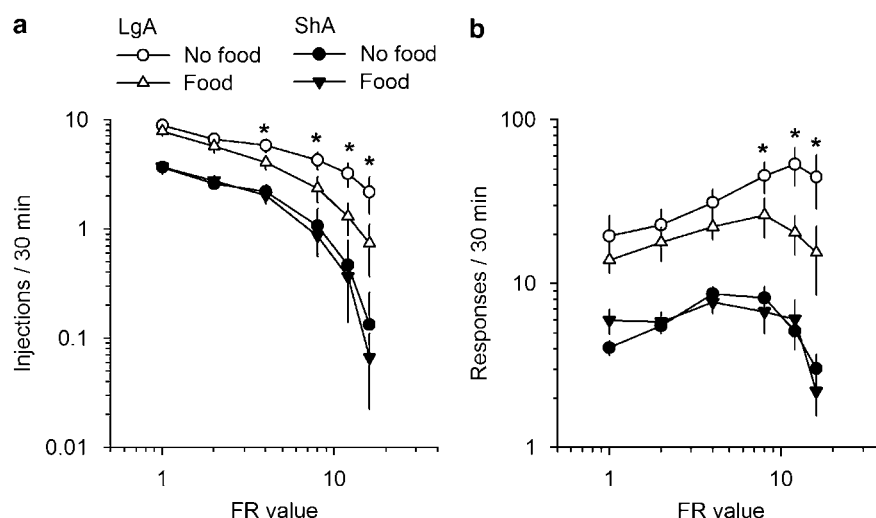 a
LgA ShA
No food No food
Food Food
10
1
0.1
0.01
Injections / 30 min
* * * *
1 10
FR value
b
100
10
1
Responses / 30 min
* * *
1 10
FR value